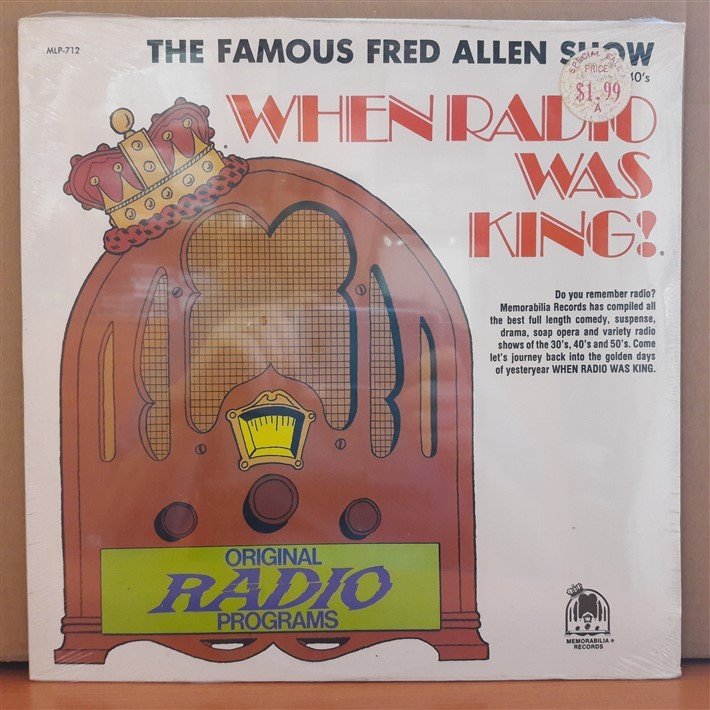 MLP-712
THE FAMOUS FRED ALLEN SHOW
40's
SPECIAL SALE
PRICE
$1.99
A
WHEN RADIO
WAS
KING!
Do you remember radio?
Memorabilia Records has compiled all
the best full length comedy, suspense,
drama, soap opera and variety radio
shows of the 30's, 40's and 50's. Come
let's journey back into the golden days
of yesteryear WHEN RADIO WAS KING.
ORIGINAL
RADIO
PROGRAMS
MEMORABILIA ®
RECORDS